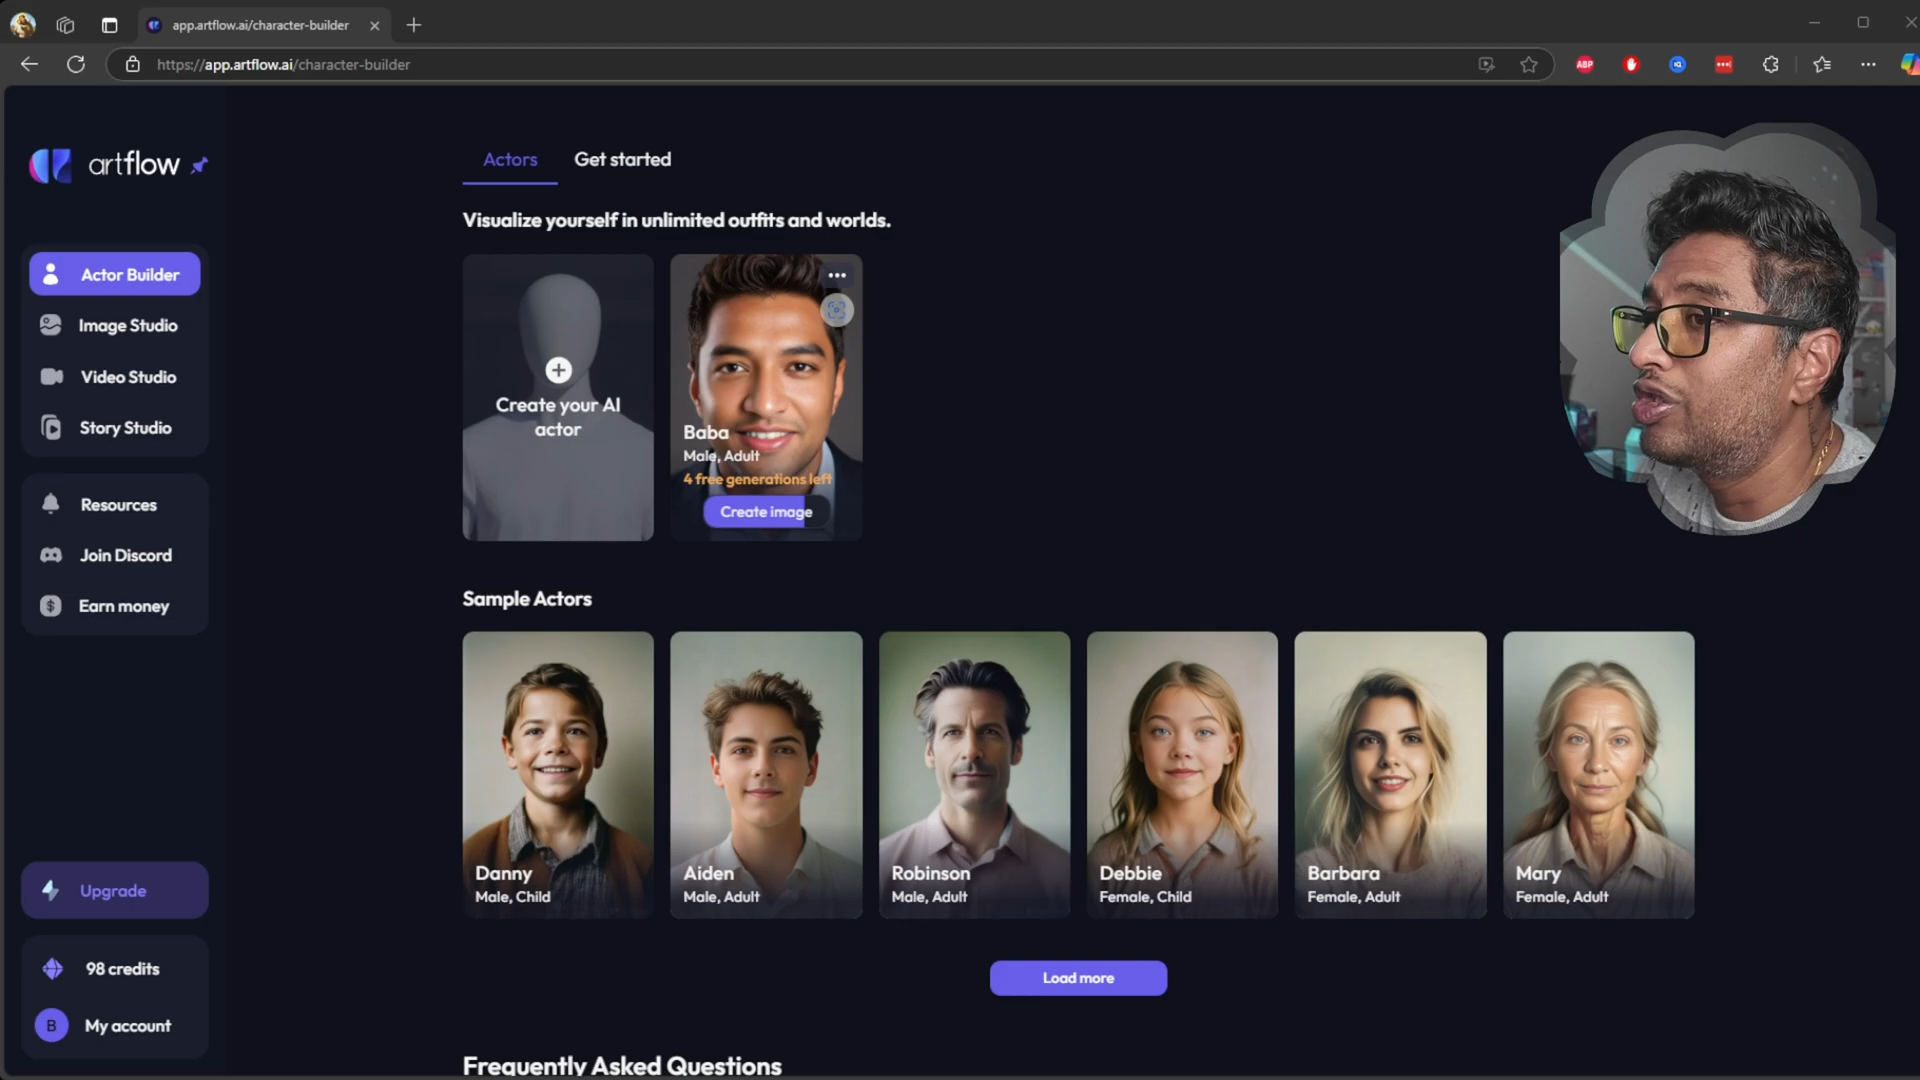 app.artflow.ai/character-builder
https://app.artflow.ai/character-builder
ABP
artflow
Actor Builder
Image Studio
Video Studio
Story Studio
Resources
Join Discord
Earn money
Upgrade
98 credits
B
My account
Actors
Get started
Visualize yourself in unlimited outfits and worlds.
Create your AI
actor
Baba
Male, Adult
4 free generations left
Create image
Sample Actors
Danny
Male, Child
Aiden
Male, Adult
Robinson
Male, Adult
Debbie
Female, Child
Barbara
Female, Adult
Mary
Female, Adult
Load more
Frequently Asked Questions